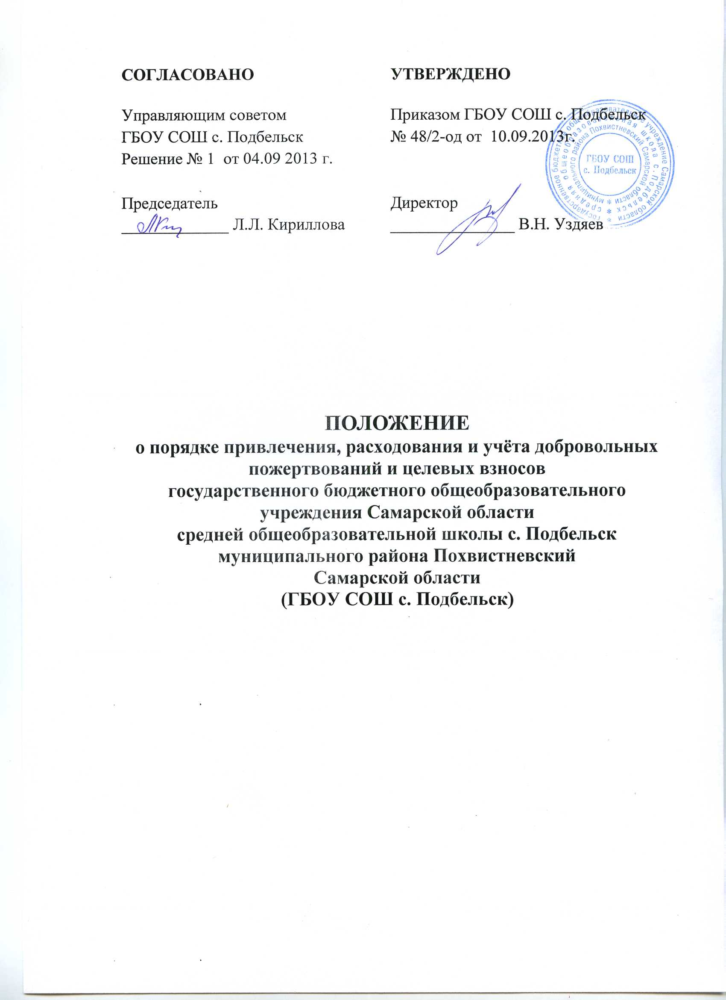 СОГЛАСОВАНО
Управляющим советом
ГБОУ СОШ с. Подбельск
Решение № 1 от 04.09 2013 г.
Председатель
_____________ Л.Л. Кириллова
УТВЕРЖДЕНО
Приказом ГБОУ СОШ с. Подбельск
№ 48/2-од от 10.09.2013г.
Директор
_______________ В.Н. Уздяев
государственное бюджетное общеобразовательное учреждение Самарской области *
средняя общеобразовательная школа с. Подбельск *
муниципального района Похвистневский Самарской области *
ГБОУ СОШ
с. Подбельск
ПОЛОЖЕНИЕ
о порядке привлечения, расходования и учёта добровольных
пожертвований и целевых взносов
государственного бюджетного общеобразовательного
учреждения Самарской области
средней общеобразовательной школы с. Подбельск
муниципального района Похвистневский
Самарской области
(ГБОУ СОШ с. Подбельск)